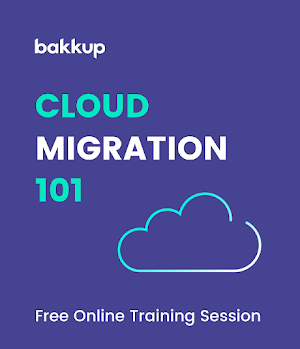 bakkup
CLOUD
MIGRATION
101
Free Online Training Session